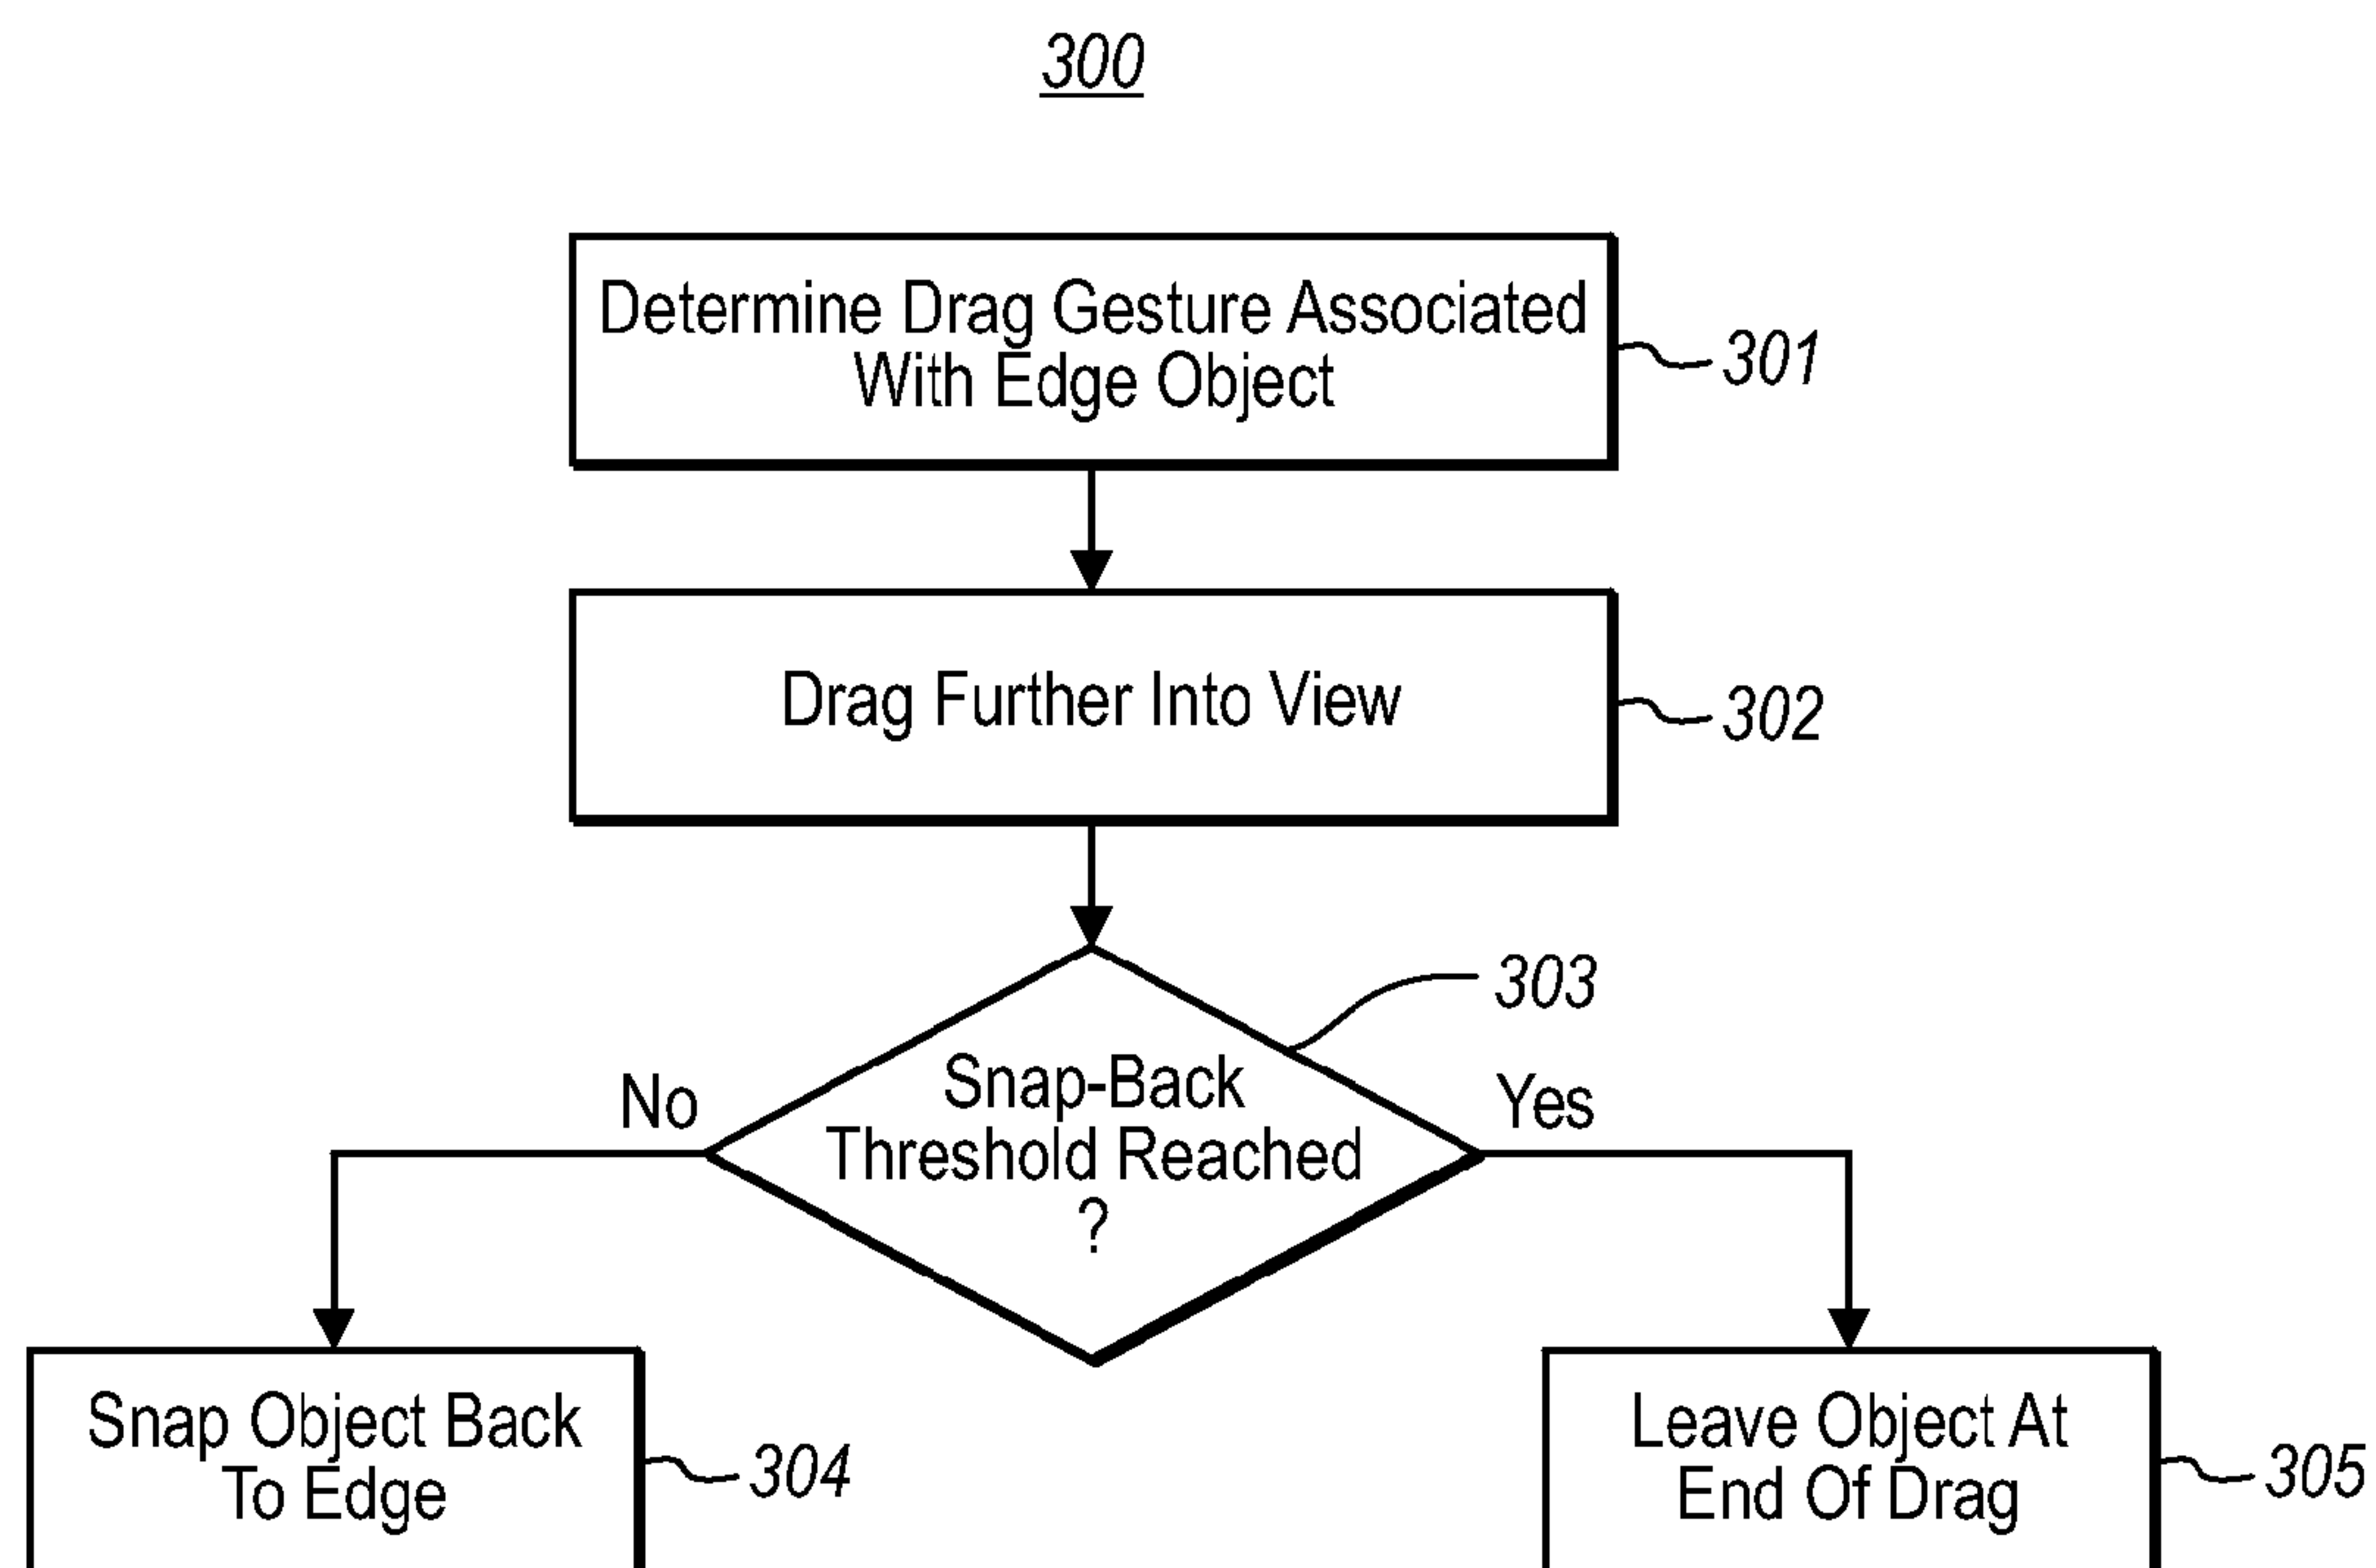 300
Determine Drag Gesture Associated
With Edge Object
301
Drag Further Into View
302
303
No
Snap-Back
Threshold Reached
?
Yes
Snap Object Back
To Edge
304
Leave Object At
End Of Drag
305